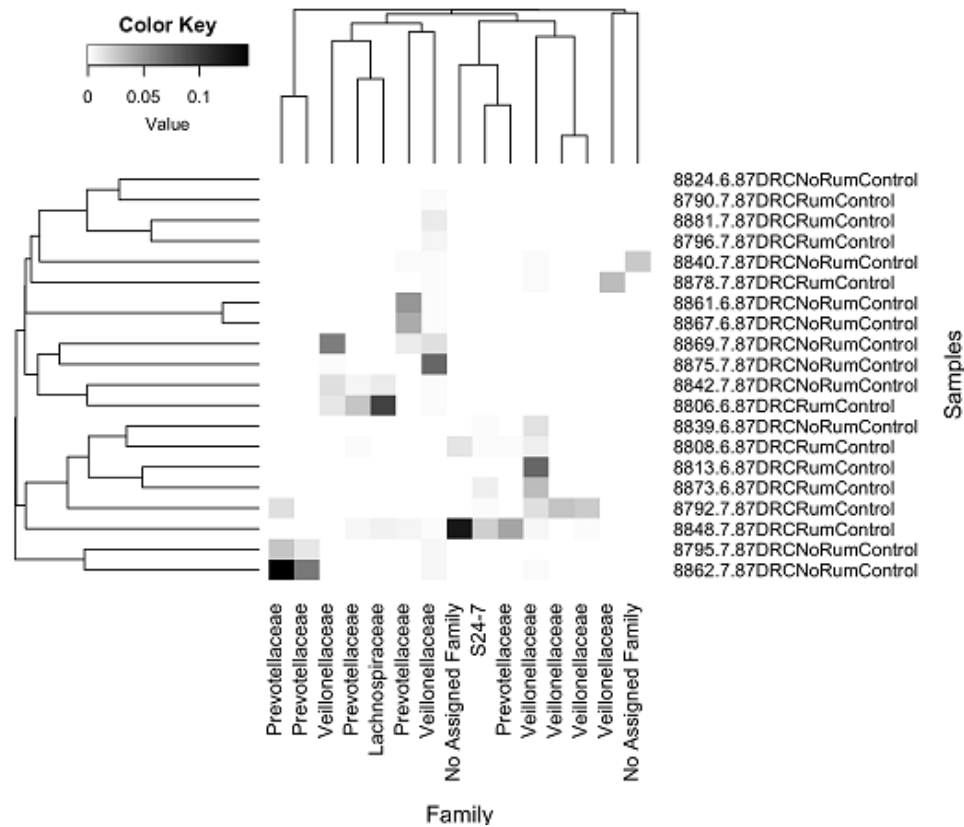 Color Key
0 0.05 0.1
Value
8824.6.87DRCNoRumControl
8790.7.87DRCRumControl
8881.7.87DRCRumControl
8796.7.87DRCRumControl
8840.7.87DRCNoRumControl
8878.7.87DRCRumControl
8861.6.87DRCNoRumControl
8867.6.87DRCNoRumControl
8869.7.87DRCNoRumControl
8875.7.87DRCNoRumControl
8842.7.87DRCNoRumControl
8806.6.87DRCRumControl
8839.6.87DRCNoRumControl
8808.6.87DRCRumControl
8813.6.87DRCRumControl
8873.6.87DRCRumControl
8792.7.87DRCRumControl
8848.7.87DRCRumControl
8795.7.87DRCNoRumControl
8862.7.87DRCNoRumControl
Samples
Prevotellaceae
Prevotellaceae
Veillonellaceae
Prevotellaceae
Lachnospiraceae
Prevotellaceae
Veillonellaceae
No Assigned Family
S24-7
Prevotellaceae
Veillonellaceae
Veillonellaceae
Veillonellaceae
Veillonellaceae
No Assigned Family
Family